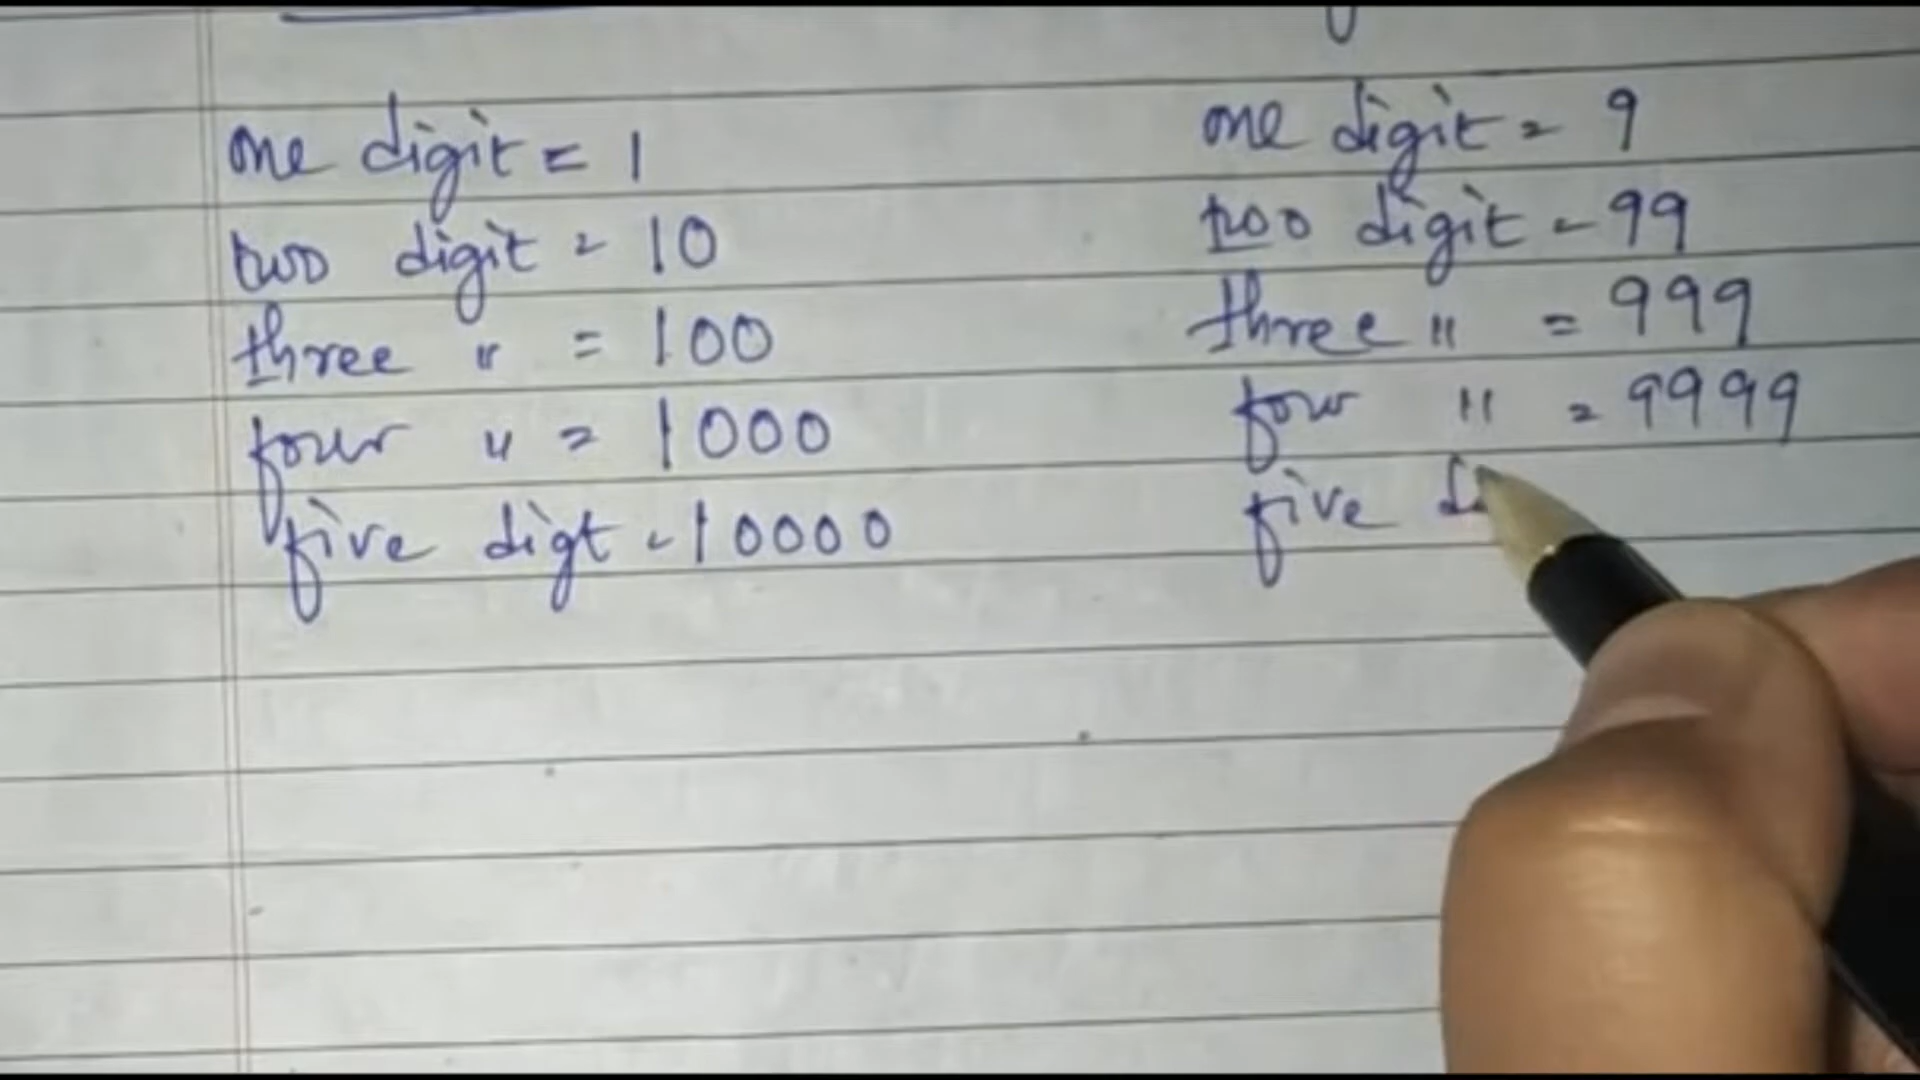 one digit = 1
two digit = 10
three " = 100
four " = 1000
five digt = 10000
one digit = 9
two digit = 99
three " = 999
four " = 9999
five di